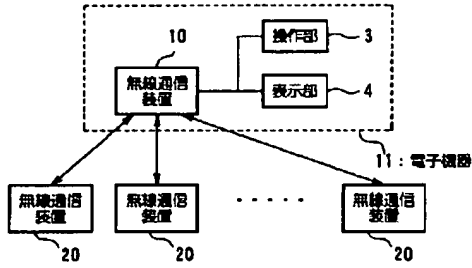 10
操作部
3
無線通信
装置
表示部
4
11：電子機器
無線通信
装置
無線通信
装置
・・・・・
無線通信
装置
20
20
20